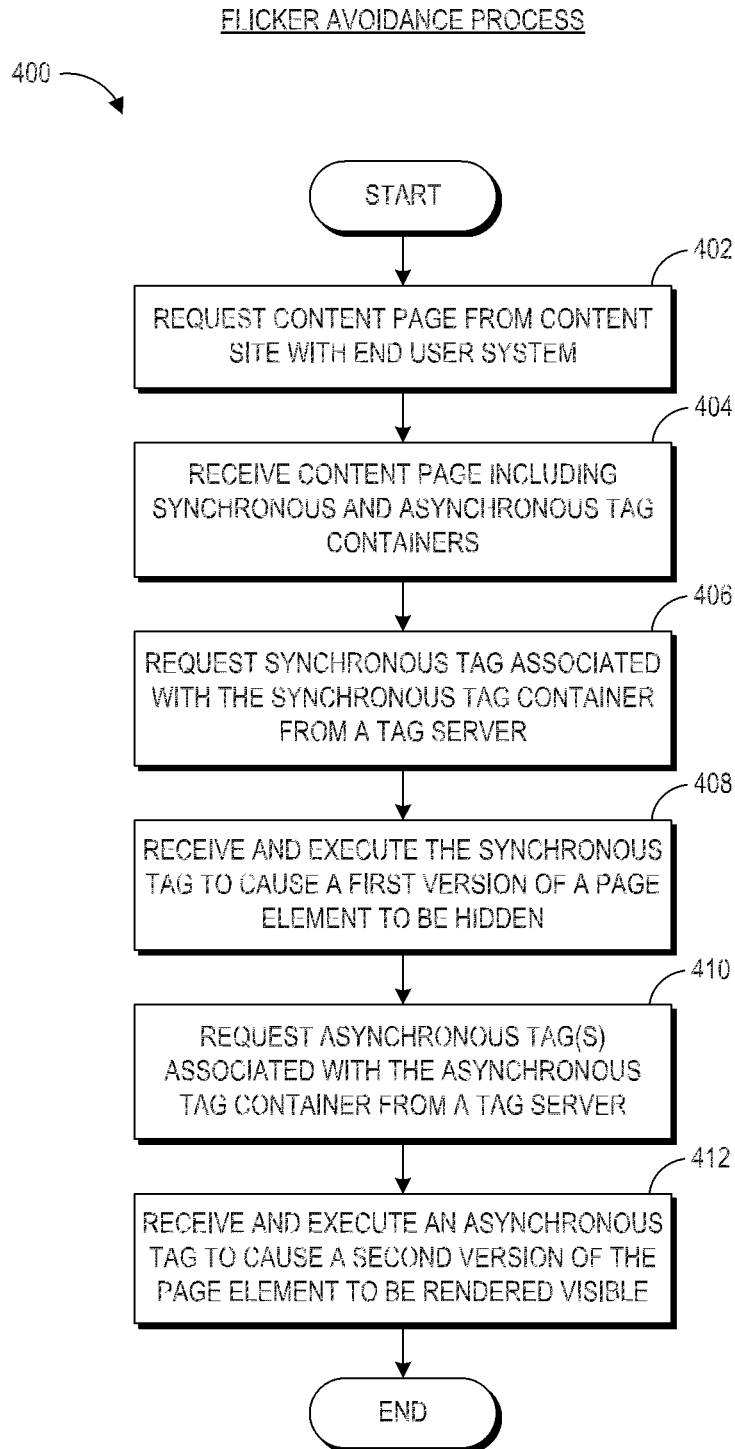 FLICKER AVOIDANCE PROCESS
400
START
402
REQUEST CONTENT PAGE FROM CONTENT
SITE WITH END USER SYSTEM
404
RECEIVE CONTENT PAGE INCLUDING
SYNCHRONOUS AND ASYNCHRONOUS TAG
CONTAINERS
406
REQUEST SYNCHRONOUS TAG ASSOCIATED
WITH THE SYNCHRONOUS TAG CONTAINER
FROM A TAG SERVER
408
RECEIVE AND EXECUTE THE SYNCHRONOUS
TAG TO CAUSE A FIRST VERSION OF A PAGE
ELEMENT TO BE HIDDEN
410
REQUEST ASYNCHRONOUS TAG(S)
ASSOCIATED WITH THE ASYNCHRONOUS
TAG CONTAINER FROM A TAG SERVER
412
RECEIVE AND EXECUTE AN ASYNCHRONOUS
TAG TO CAUSE A SECOND VERSION OF THE
PAGE ELEMENT TO BE RENDERED VISIBLE
END